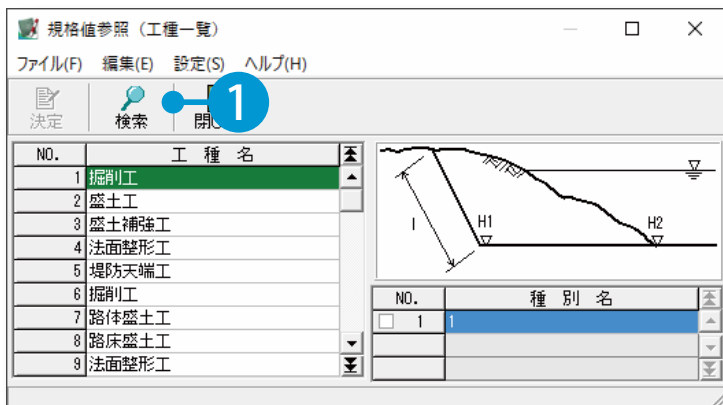 規格値参照（工種一覧）
ファイル(F) 編集(E) 設定(S) ヘルプ(H)
決定 検索
1
NO. 工種名
1 掘削工
2 盛土工
3 盛土補強工
4 法面整形工
5 堤防天端工
6 掘削工
7 路体盛土工
8 路床盛土工
9 法面整形工
l H1 H2
NO. 種別名
1 1